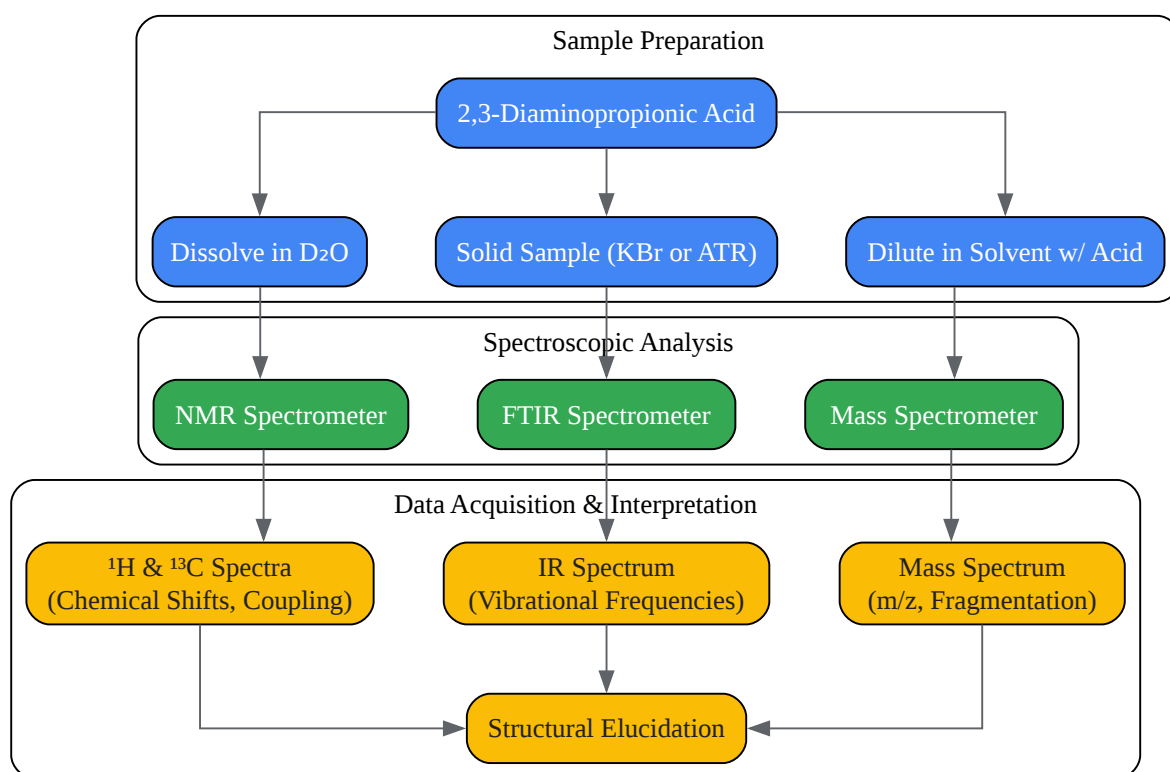 Sample Preparation
2,3-Diaminopropionic Acid
Dissolve in D₂O
Solid Sample (KBr or ATR)
Dilute in Solvent w/ Acid
Spectroscopic Analysis
NMR Spectrometer
FTIR Spectrometer
Mass Spectrometer
Data Acquisition & Interpretation
¹H & ¹³C Spectra
(Chemical Shifts, Coupling)
IR Spectrum
(Vibrational Frequencies)
Mass Spectrum
(m/z, Fragmentation)
Structural Elucidation